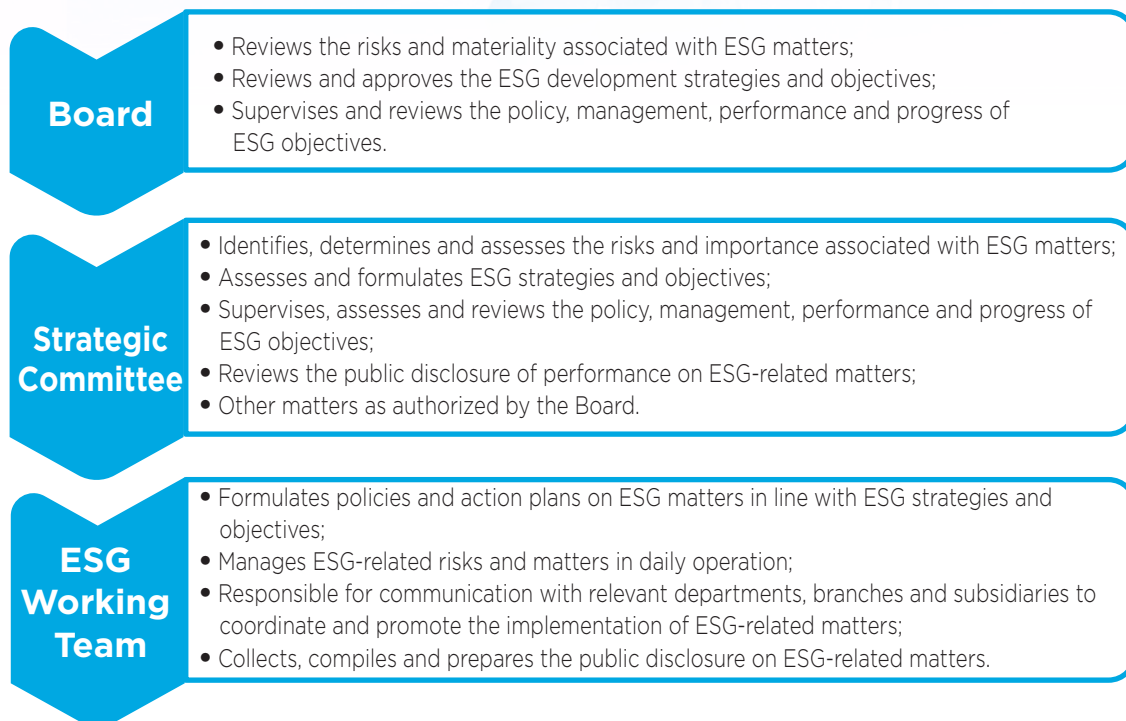 Board
• Reviews the risks and materiality associated with ESG matters;
• Reviews and approves the ESG development strategies and objectives;
• Supervises and reviews the policy, management, performance and progress of
ESG objectives.
Strategic
Committee
• Identifies, determines and assesses the risks and importance associated with ESG matters;
• Assesses and formulates ESG strategies and objectives;
• Supervises, assesses and reviews the policy, management, performance and progress of
ESG objectives;
• Reviews the public disclosure of performance on ESG-related matters;
• Other matters as authorized by the Board.
ESG
Working
Team
• Formulates policies and action plans on ESG matters in line with ESG strategies and
objectives;
• Manages ESG-related risks and matters in daily operation;
• Responsible for communication with relevant departments, branches and subsidiaries to
coordinate and promote the implementation of ESG-related matters;
• Collects, compiles and prepares the public disclosure on ESG-related matters.